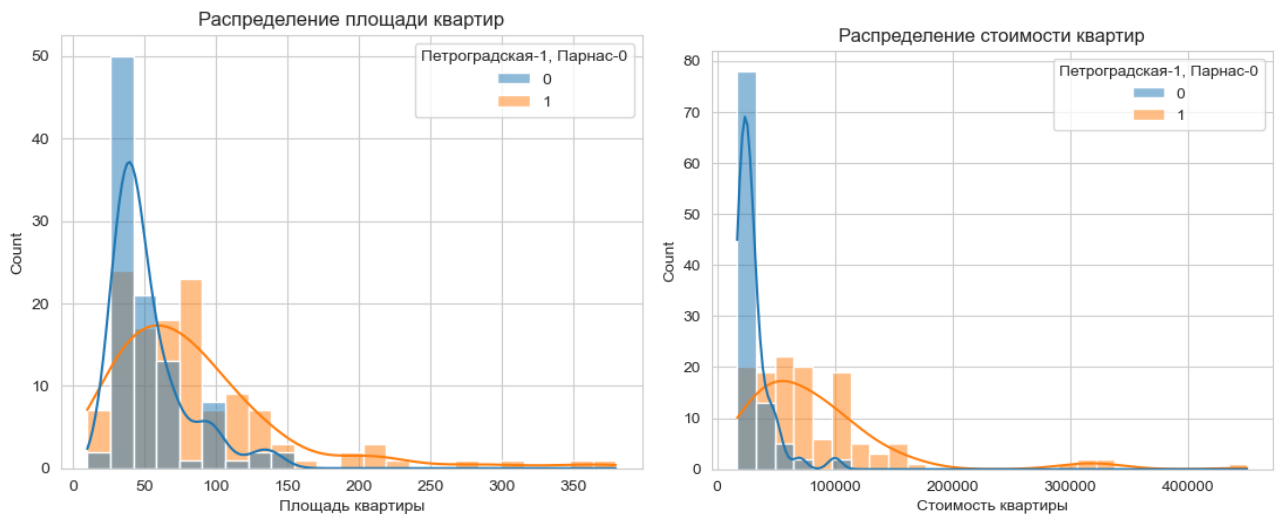 Распределение площади квартир
Петроградская-1, Парнас-0
0
1
Count
50
40
30
20
10
0
0 50 100 150 200 250 300 350
Площадь квартиры
Распределение стоимости квартир
Петроградская-1, Парнас-0
0
1
Count
80
70
60
50
40
30
20
10
0
0 100000 200000 300000 400000
Стоимость квартиры